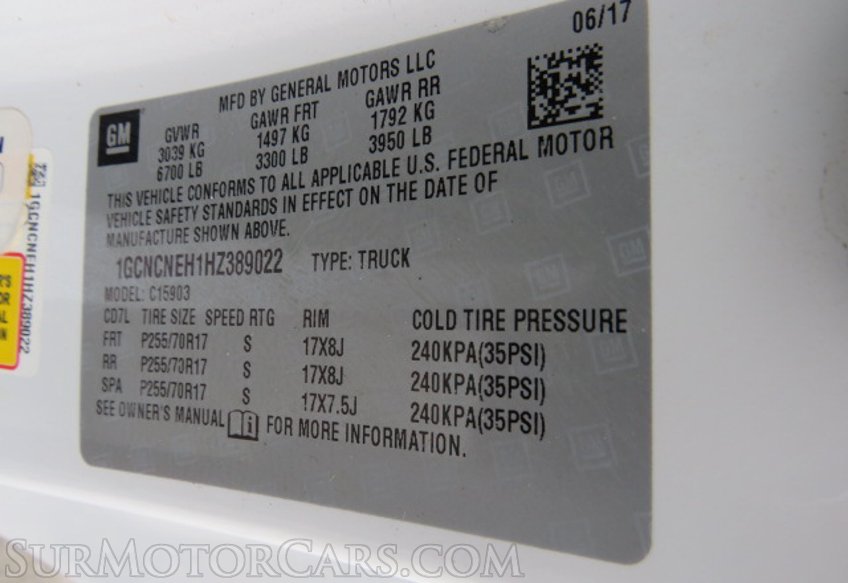 06/17
MFD BY GENERAL MOTORS LLC
GM
GVWR GAWR FRT GAWR RR
3039 KG 1497 KG 1792 KG
6700 LB 3300 LB 3950 LB
THIS VEHICLE CONFORMS TO ALL APPLICABLE U.S. FEDERAL MOTOR
VEHICLE SAFETY STANDARDS IN EFFECT ON THE DATE OF
MANUFACTURE SHOWN ABOVE.
1GCNCNEH1HZ389022 TYPE: TRUCK
MODEL: C15903
CD7L TIRE SIZE SPEED RTG RIM COLD TIRE PRESSURE
FRT P255/70R17 S 17X8J 240KPA(35PSI)
RR P255/70R17 S 17X8J 240KPA(35PSI)
SPA P255/70R17 S 17X7.5J 240KPA(35PSI)
SEE OWNER'S MANUAL FOR MORE INFORMATION.
1GCNCNEH1HZ389022
SurMotorCars.com